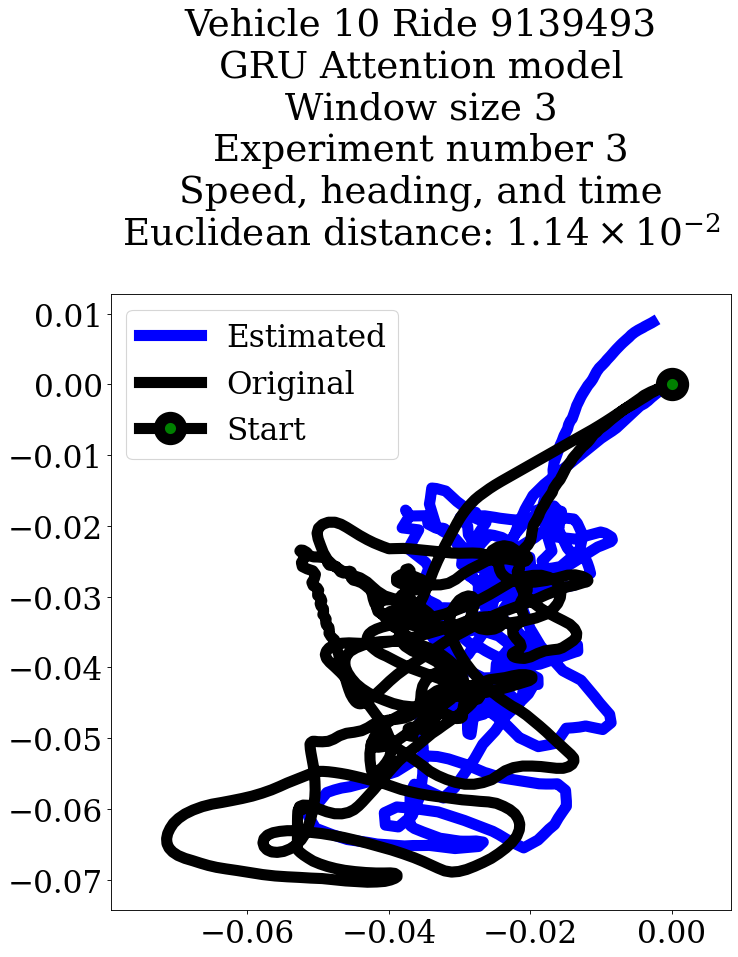 Vehicle 10 Ride 9139493
GRU Attention model
Window size 3
Experiment number 3
Speed, heading, and time
Euclidean distance: 1.14 × 10⁻²
Estimated
Original
Start
0.01
0.00
−0.01
−0.02
−0.03
−0.04
−0.05
−0.06
−0.07
−0.06
−0.04
−0.02
0.00